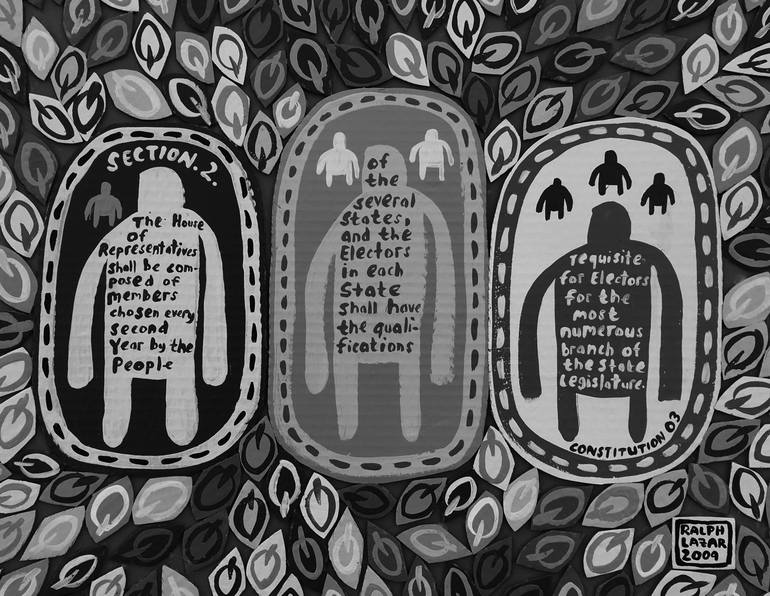 SECTION.2.
The House
of
Representatives
shall be com-
posed of
members
chosen every
second
Year by the
People
of
the
several
States,
and the
Electors
in each
State
shall have
the quali-
fications
requisite
for Electors
for the
most
numerous
branch of
the State
Legislature.
CONSTITUTION 03
RALPH
LAZAR
2009